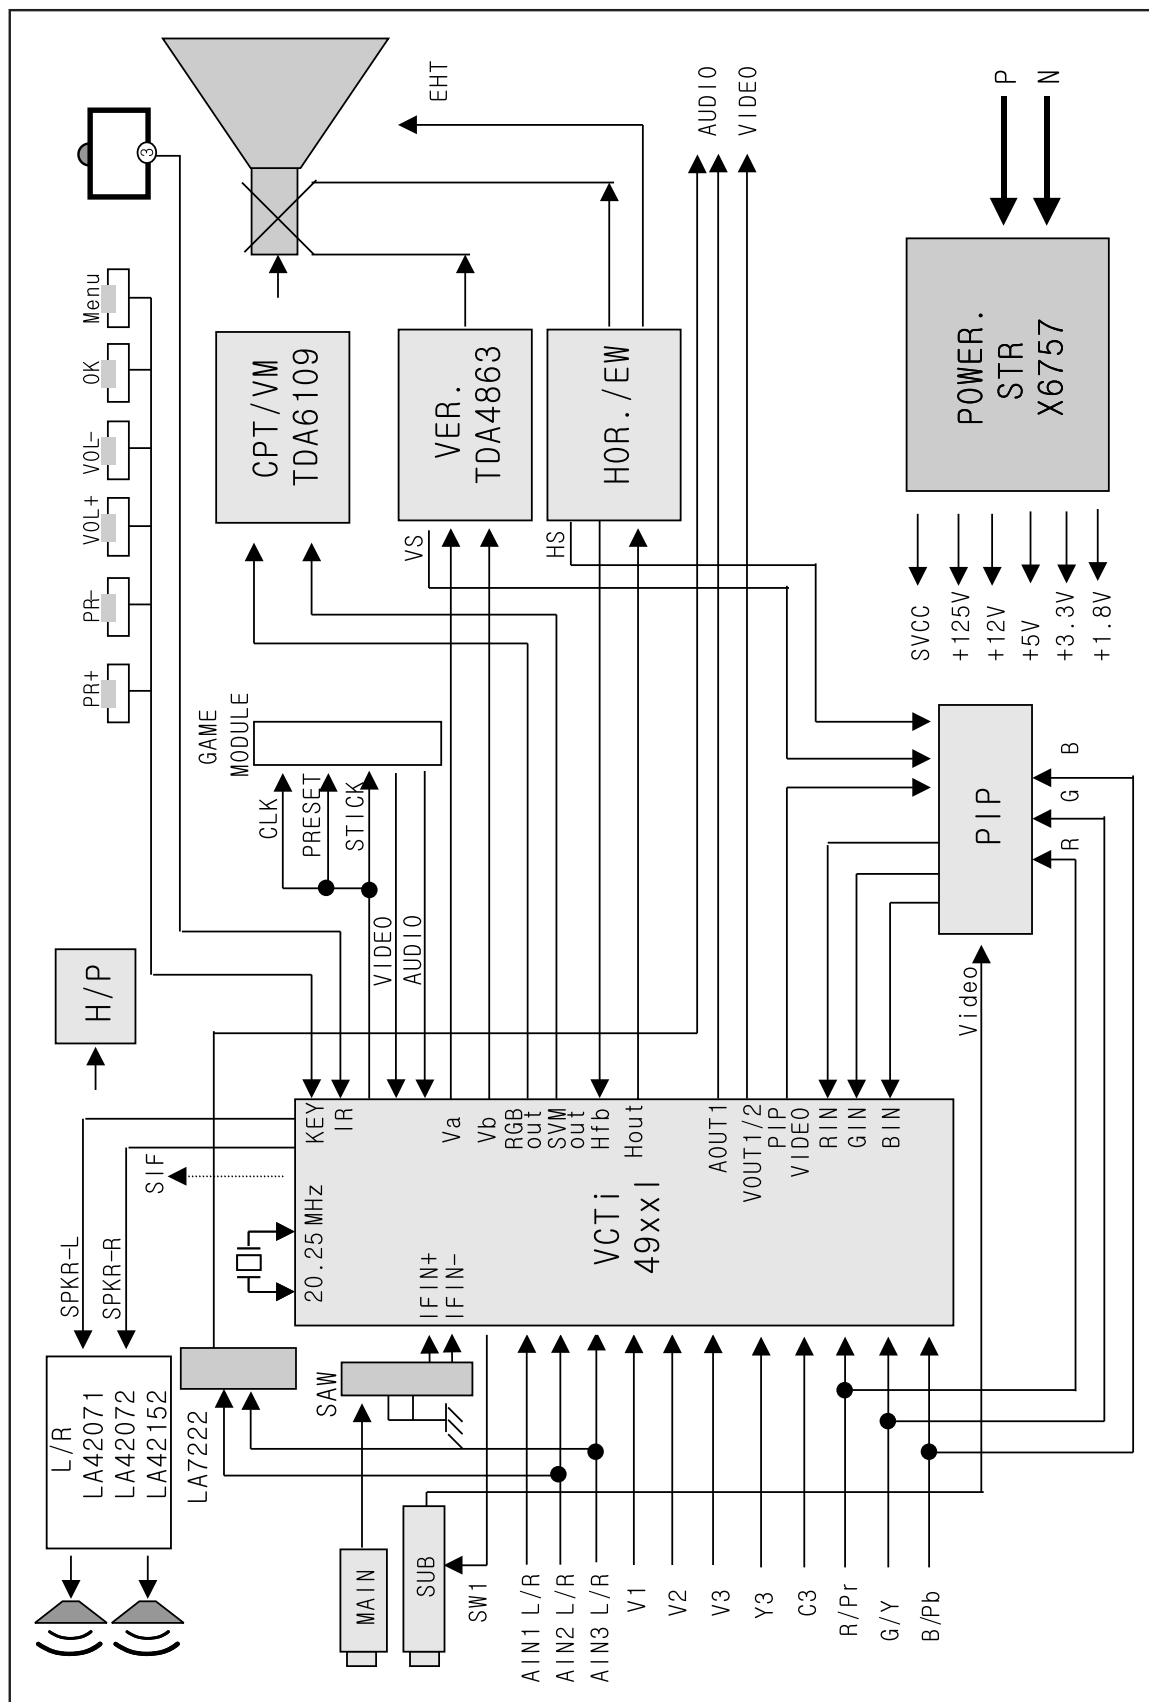 EHT
AUDIO
VIDEO
P
N
3
Menu
OK
VOL-
VOL+
PR-
PR+
CPT/VM
TDA6109
VER.
TDA4863
HOR./EW
POWER.
STR
X6757
VS
HS
SVCC
+125V
+12V
+5V
+3.3V
+1.8V
GAME
MODULE
CLK
PRESET
STICK
VIDEO
AUDIO
H/P
PIP
R
G
B
Video
KEY
IR
Va
Vb
RGB
out
SVM
out
Hfb
Hout
AOUT1
VOUT1/2
PIP
VIDEO
RIN
GIN
BIN
SIF
20.25MHz
IFIN+
IFIN-
VCTi
49xxI
SPKR-L
SPKR-R
L/R
LA42071
LA42072
LA42152
LA7222
SAW
MAIN
SUB
SW1
AIN1 L/R
AIN2 L/R
AIN3 L/R
V1
V2
V3
Y3
C3
R/Pr
G/Y
B/Pb